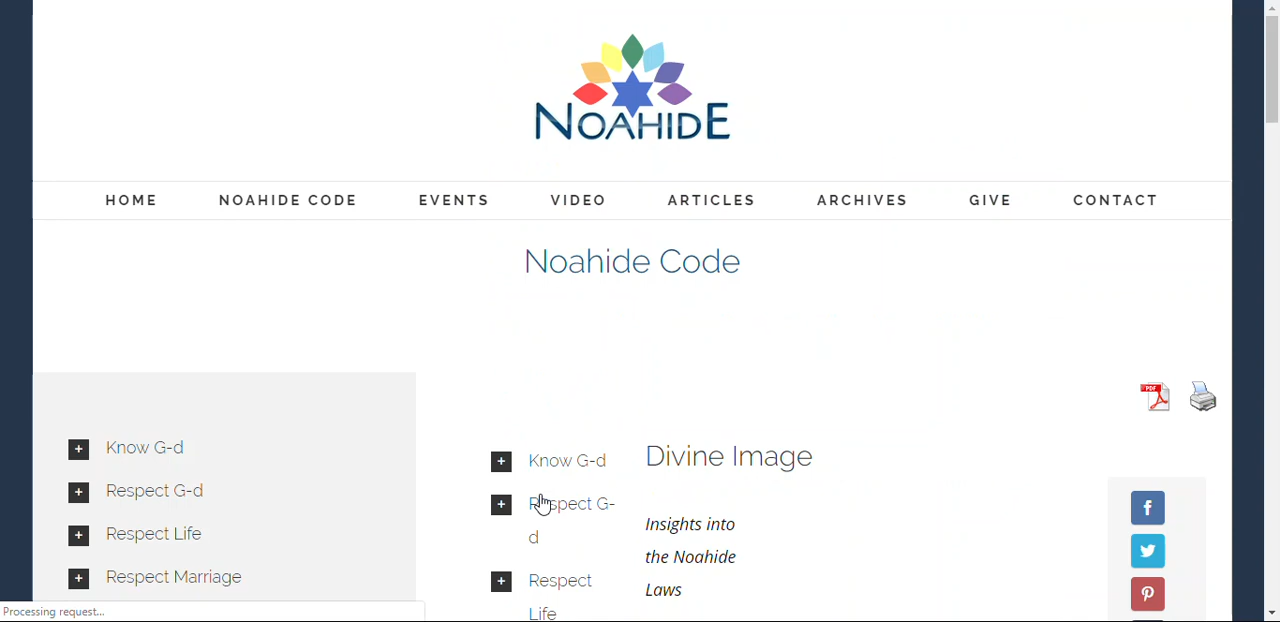 NOAHIDE
HOME NOAHIDE CODE EVENTS VIDEO ARTICLES ARCHIVES GIVE CONTACT
Noahide Code
PDF
Know G-d
Respect G-d
Respect Life
Respect Marriage
Know G-d
Respect G-
d
Respect
Life
Divine Image
Insights into
the Noahide
Laws
Processing request...